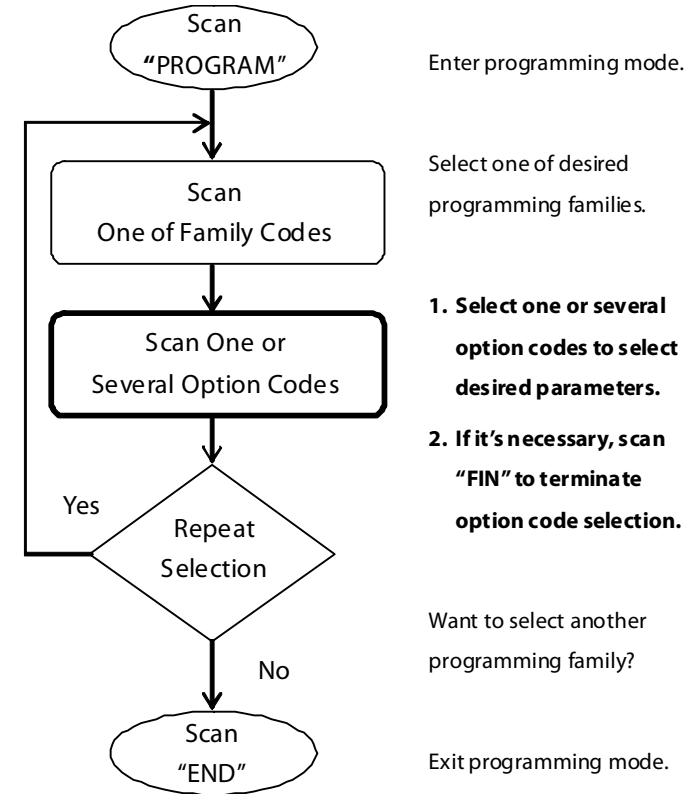 Scan
“PROGRAM”
Enter programming mode.
Scan
One of Family Codes
Select one of desired
programming families.
Scan One or
Several Option Codes
1. Select one or several
option codes to select
desired parameters.
2. If it’s necessary, scan
“FIN” to terminate
option code selection.
Yes
Repeat
Selection
Want to select another
programming family?
No
Scan
“END”
Exit programming mode.